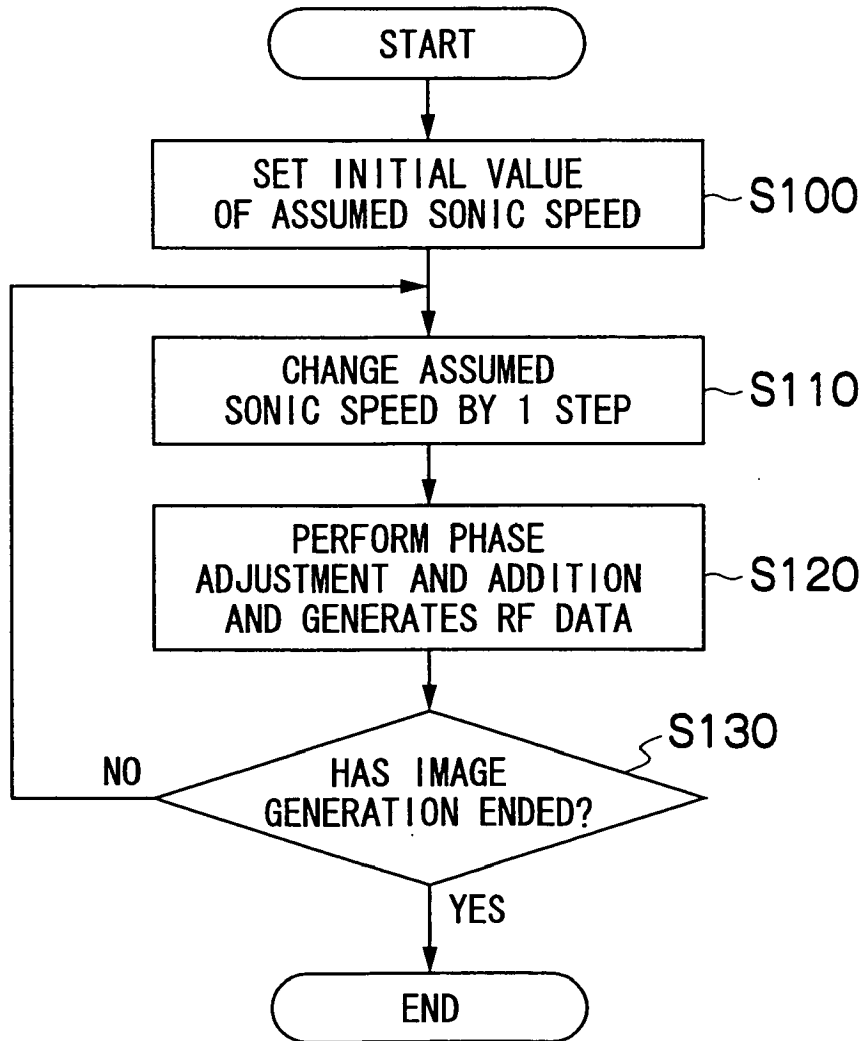 START
SET INITIAL VALUE
OF ASSUMED SONIC SPEED
S100
CHANGE ASSUMED
SONIC SPEED BY 1 STEP
S110
PERFORM PHASE
ADJUSTMENT AND ADDITION
AND GENERATES RF DATA
S120
S130
NO
HAS IMAGE
GENERATION ENDED?
YES
END